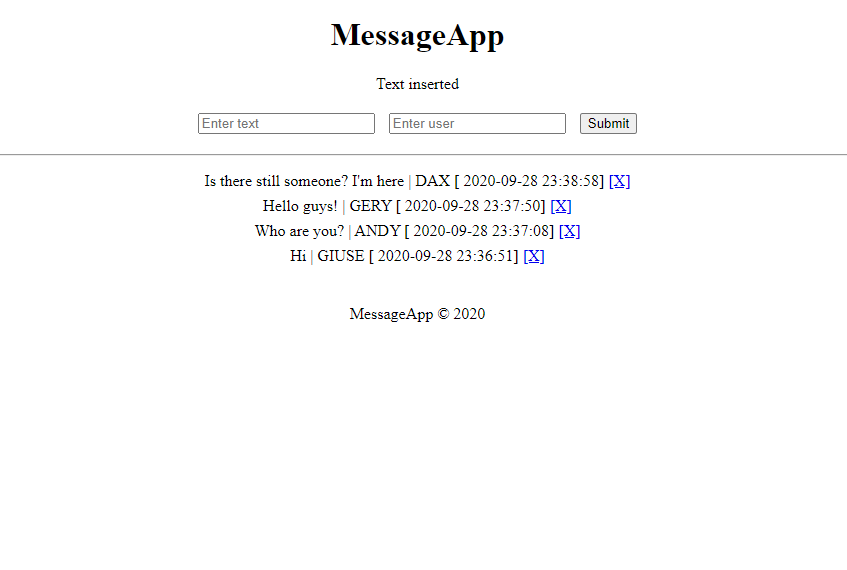 MessageApp
Text inserted
Enter text Enter user Submit
Is there still someone? I'm here | DAX [ 2020-09-28 23:38:58] [X]
Hello guys! | GERY [ 2020-09-28 23:37:50] [X]
Who are you? | ANDY [ 2020-09-28 23:37:08] [X]
Hi | GIUSE [ 2020-09-28 23:36:51] [X]
MessageApp © 2020